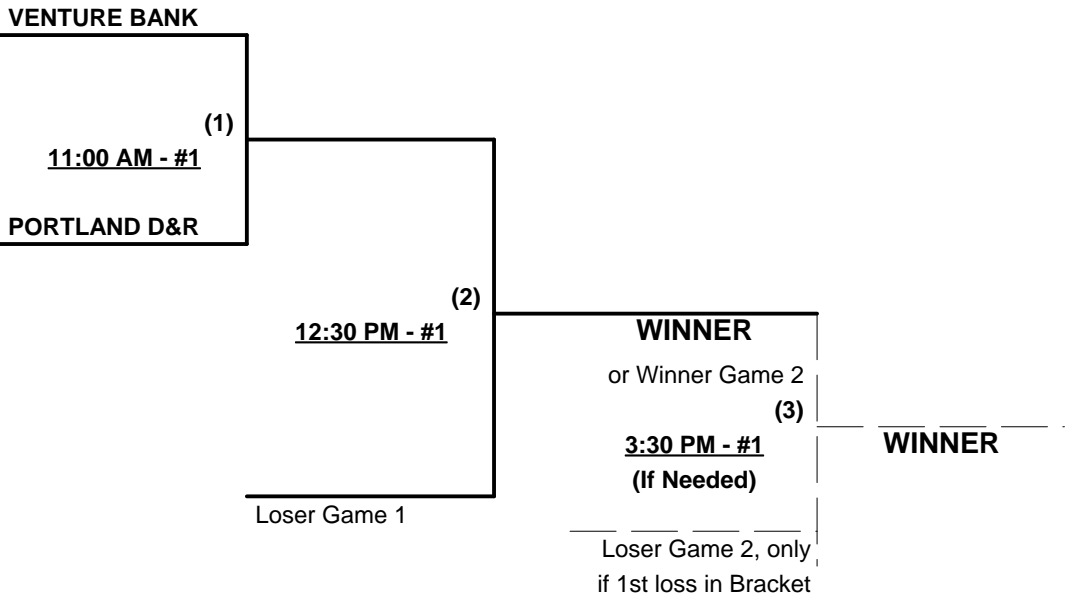 VENTURE BANK
(1)
11:00 AM - #1
PORTLAND D&R
(2)
12:30 PM - #1
Loser Game 1
WINNER
or Winner Game 2
(3)
3:30 PM - #1
(If Needed)
Loser Game 2, only
if 1st loss in Bracket
WINNER